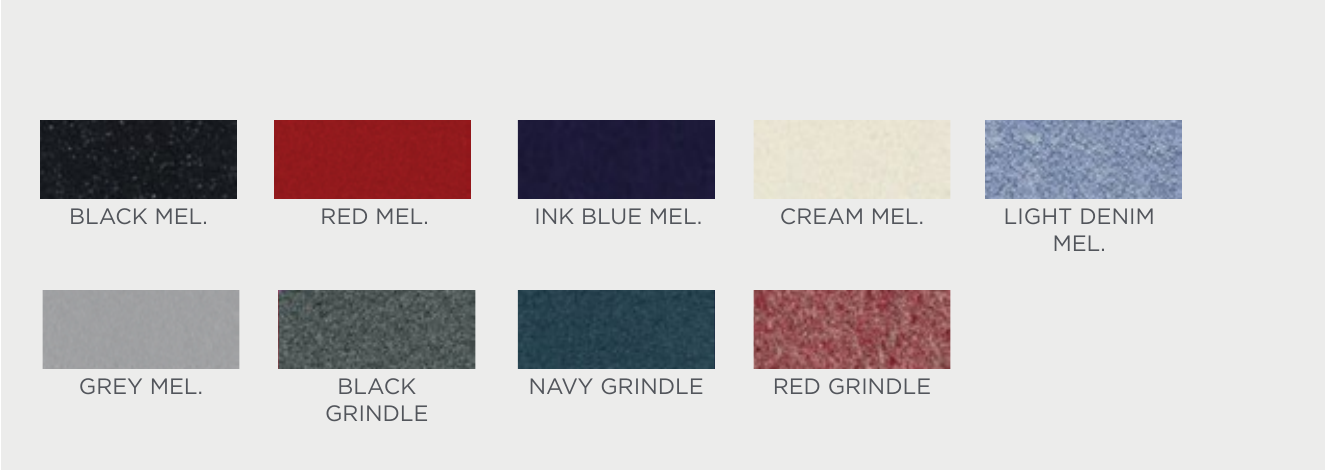 BLACK MEL.
RED MEL.
INK BLUE MEL.
CREAM MEL.
LIGHT DENIM
MEL.
GREY MEL.
BLACK
GRINDLE
NAVY GRINDLE
RED GRINDLE